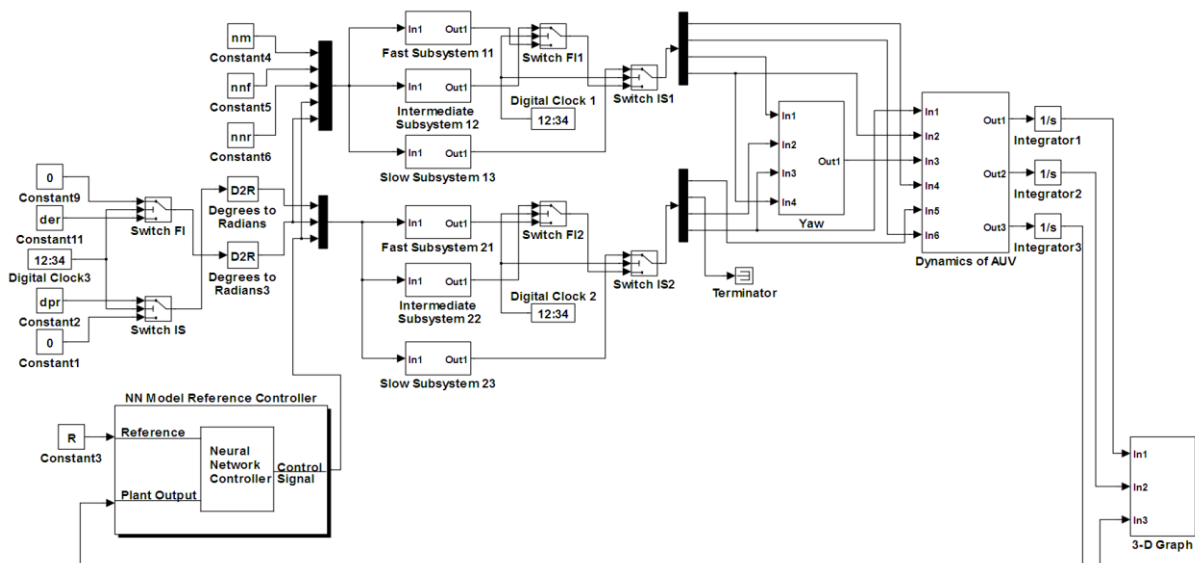 nm
Constant4
nnf
Constant5
nnr
Constant6
In1 Out1
Fast Subsystem 11
In1 Out1
Intermediate
Subsystem 12
In1 Out1
Slow Subsystem 13
Switch FI1
Digital Clock 1
12:34
Switch IS1
In1
In2
In3
In4
Out1
Yaw
In1
In2
In3
In4
In5
In6
Out1
Out2
Out3
Dynamics of AUV
1/s
Integrator1
1/s
Integrator2
1/s
Integrator3
0
Constant9
der
Constant11
12:34
Digital Clock3
dpr
Constant2
0
Constant1
Switch FI
Switch IS
D2R
Degrees to
Radians
D2R
Degrees to
Radians3
In1 Out1
Fast Subsystem 21
In1 Out1
Intermediate
Subsystem 22
In1 Out1
Slow Subsystem 23
Switch FI2
Digital Clock 2
12:34
Switch IS2
Terminator
NN Model Reference Controller
R
Constant3
Reference
Plant Output
Neural
Network
Controller
Control
Signal
In1
In2
In3
3-D Graph